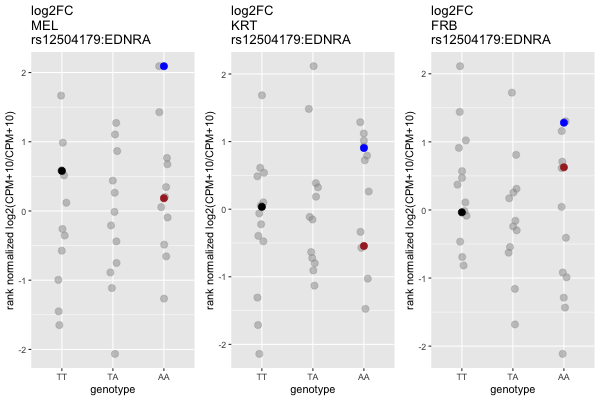 log2FC
MEL
rs12504179:EDNRA
rank normalized log2(CPM+10/CPM+10)
2
1
0
-1
-2
TT
TA
AA
genotype
log2FC
KRT
rs12504179:EDNRA
rank normalized log2(CPM+10/CPM+10)
2
1
0
-1
-2
TT
TA
AA
genotype
log2FC
FRB
rs12504179:EDNRA
rank normalized log2(CPM+10/CPM+10)
2
1
0
-1
-2
TT
TA
AA
genotype